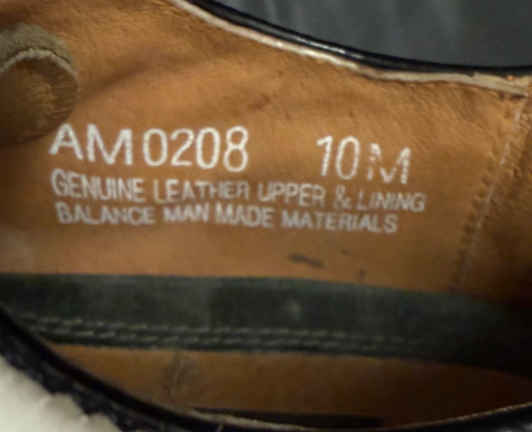 AM0208 10M
GENUINE LEATHER UPPER & LINING
BALANCE MAN MADE MATERIALS